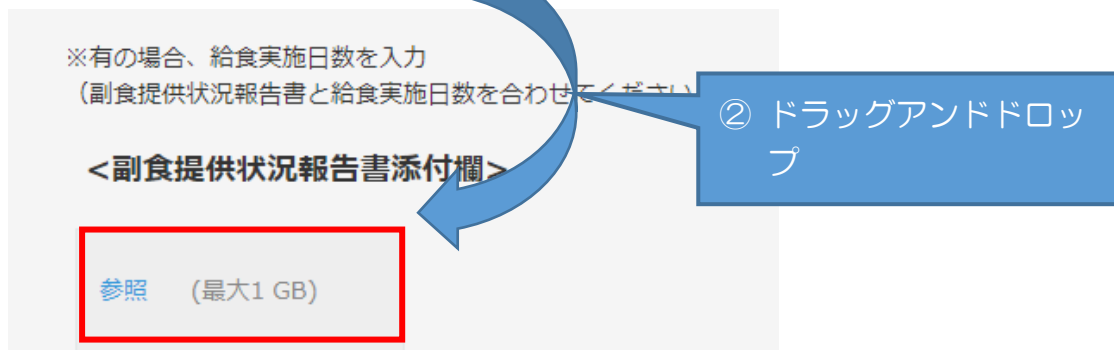 ※有の場合、給食実施日数を入力
（副食提供状況報告書と給食実施日数を合わせてください
② ドラッグアンドドロッ
プ
<副食提供状況報告書添付欄>
参照 (最大1 GB)